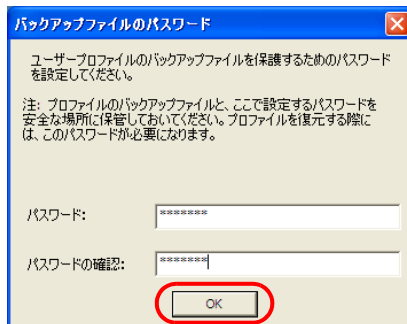 バックアップファイルのパスワード
ユーザープロファイルのバックアップファイルを保護するためのパスワード
を設定してください。
注: プロファイルのバックアップファイルと、ここで設定するパスワードを
安全な場所に保管しておいてください。プロファイルを復元する際に
は、このパスワードが必要になります。
パスワード: *******
パスワードの確認: *******
OK